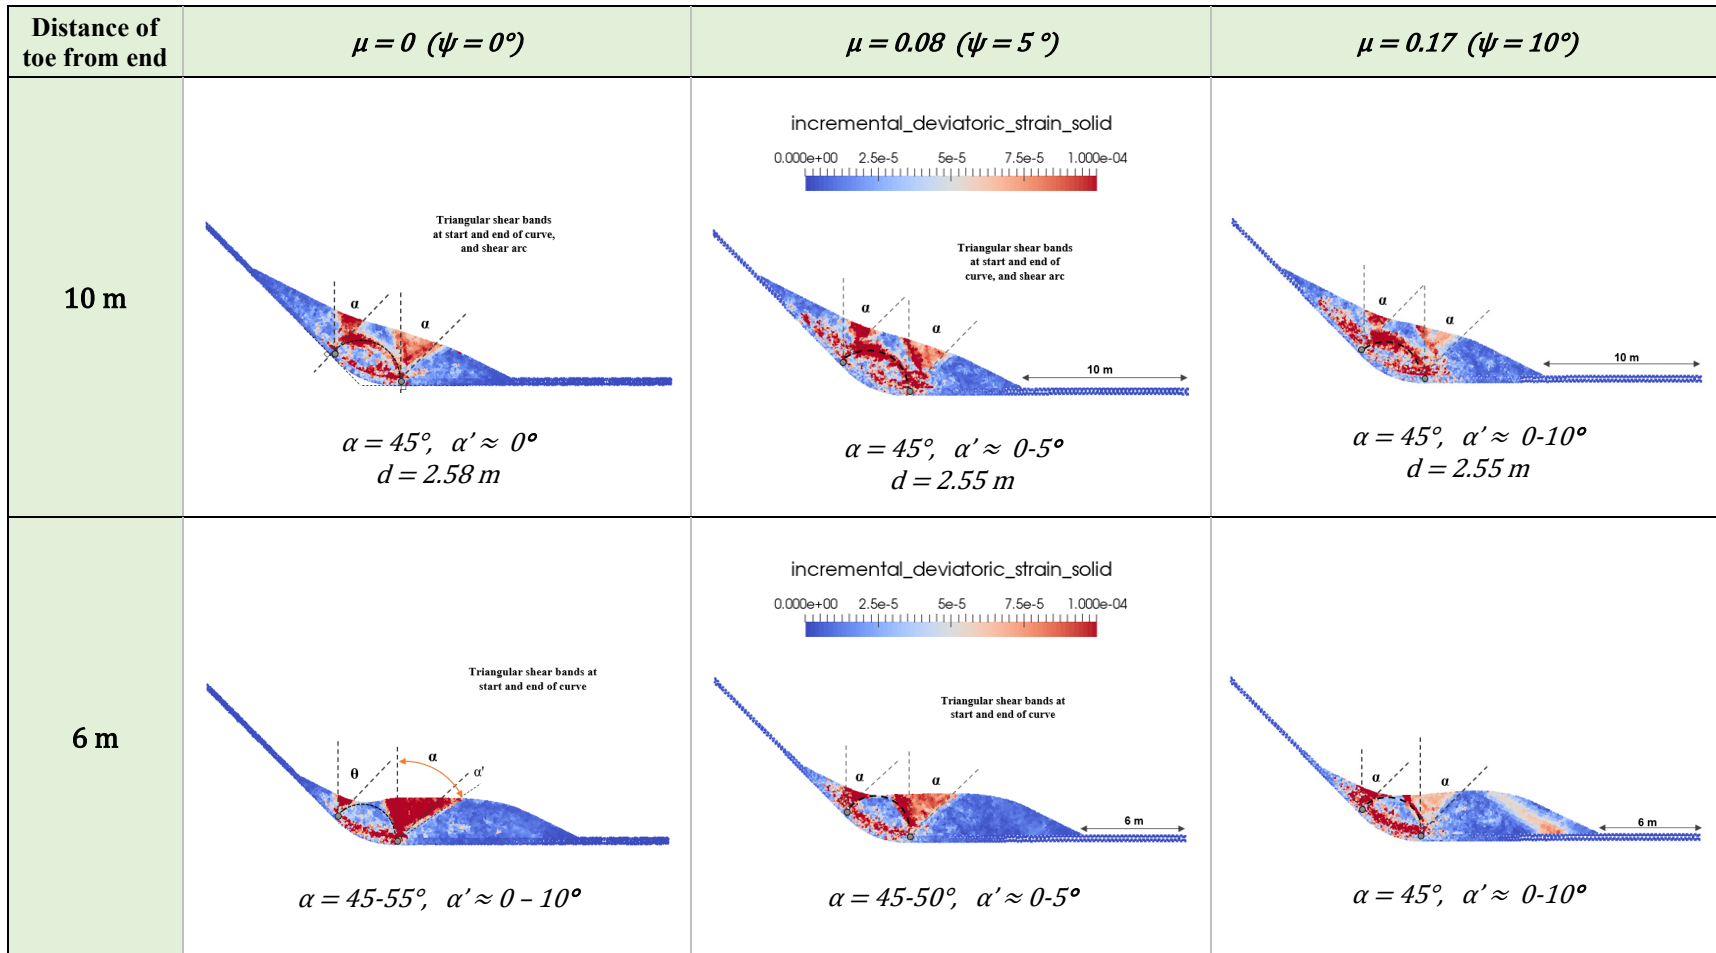 Distance of
toe from end
μ = 0 (ψ = 0°)
μ = 0.08 (ψ = 5 °)
μ = 0.17 (ψ = 10°)
10 m
Triangular shear bands
at start and end of curve,
and shear arc
α
α
α = 45°, α’ ≈ 0°
d = 2.58 m
incremental_deviatoric_strain_solid
0.000e+00 2.5e-5 5e-5 7.5e-5 1.000e-04
Triangular shear bands
at start and end of
curve, and shear arc
α
α
10 m
α = 45°, α’ ≈ 0-5°
d = 2.55 m
α
α
10 m
α = 45°, α’ ≈ 0-10°
d = 2.55 m
6 m
Triangular shear bands at
start and end of curve
θ
α
α'
α = 45-55°, α’ ≈ 0 – 10°
incremental_deviatoric_strain_solid
0.000e+00 2.5e-5 5e-5 7.5e-5 1.000e-04
Triangular shear bands at
start and end of curve
α
α
6 m
α = 45-50°, α’ ≈ 0-5°
α
α
6 m
α = 45°, α’ ≈ 0-10°